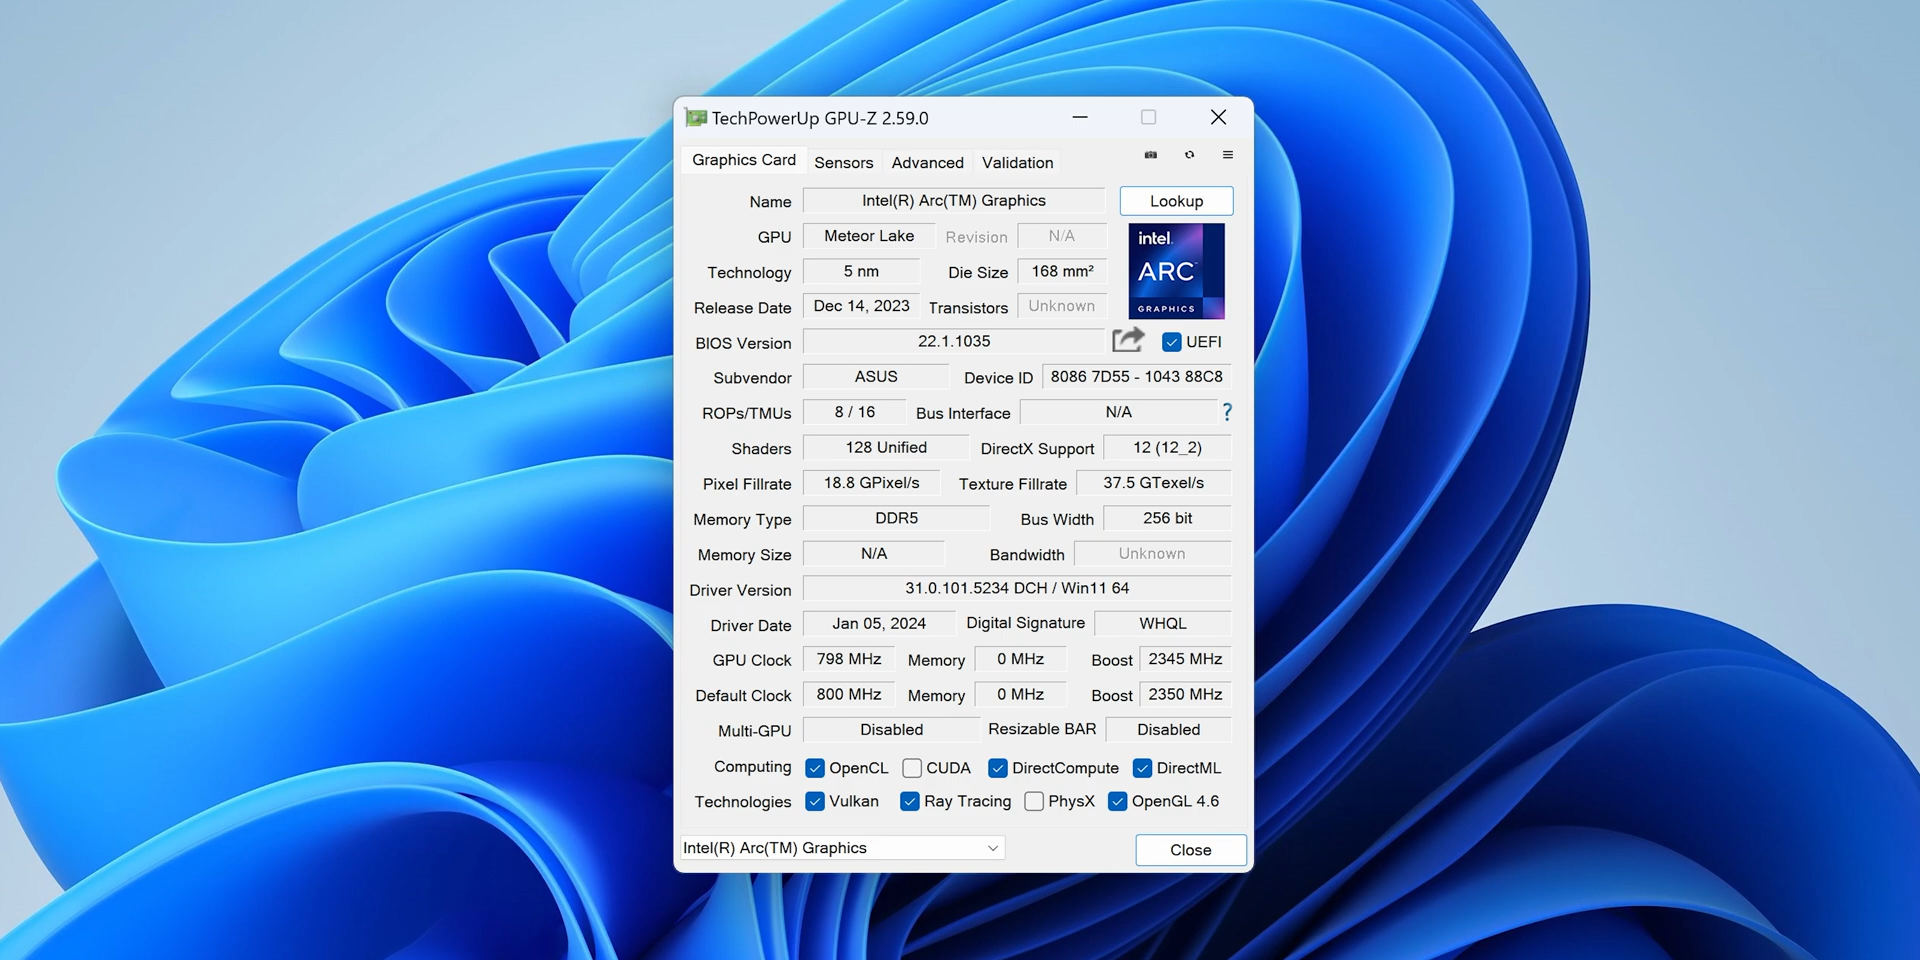 TechPowerUp GPU-Z 2.59.0
Graphics Card Sensors Advanced Validation
Name Intel(R) Arc(TM) Graphics Lookup
GPU Meteor Lake Revision N/A
intel.
ARC
GRAPHICS
Technology 5 nm Die Size 168 mm²
Release Date Dec 14, 2023 Transistors Unknown
BIOS Version 22.1.1035 UEFI
Subvendor ASUS Device ID 8086 7D55 - 1043 88C8
ROPs/TMUs 8 / 16 Bus Interface N/A ?
Shaders 128 Unified DirectX Support 12 (12_2)
Pixel Fillrate 18.8 GPixel/s Texture Fillrate 37.5 GTexel/s
Memory Type DDR5 Bus Width 256 bit
Memory Size N/A Bandwidth Unknown
Driver Version 31.0.101.5234 DCH / Win11 64
Driver Date Jan 05, 2024 Digital Signature WHQL
GPU Clock 798 MHz Memory 0 MHz Boost 2345 MHz
Default Clock 800 MHz Memory 0 MHz Boost 2350 MHz
Multi-GPU Disabled Resizable BAR Disabled
Computing OpenCL CUDA DirectCompute DirectML
Technologies Vulkan Ray Tracing PhysX OpenGL 4.6
Intel(R) Arc(TM) Graphics Close